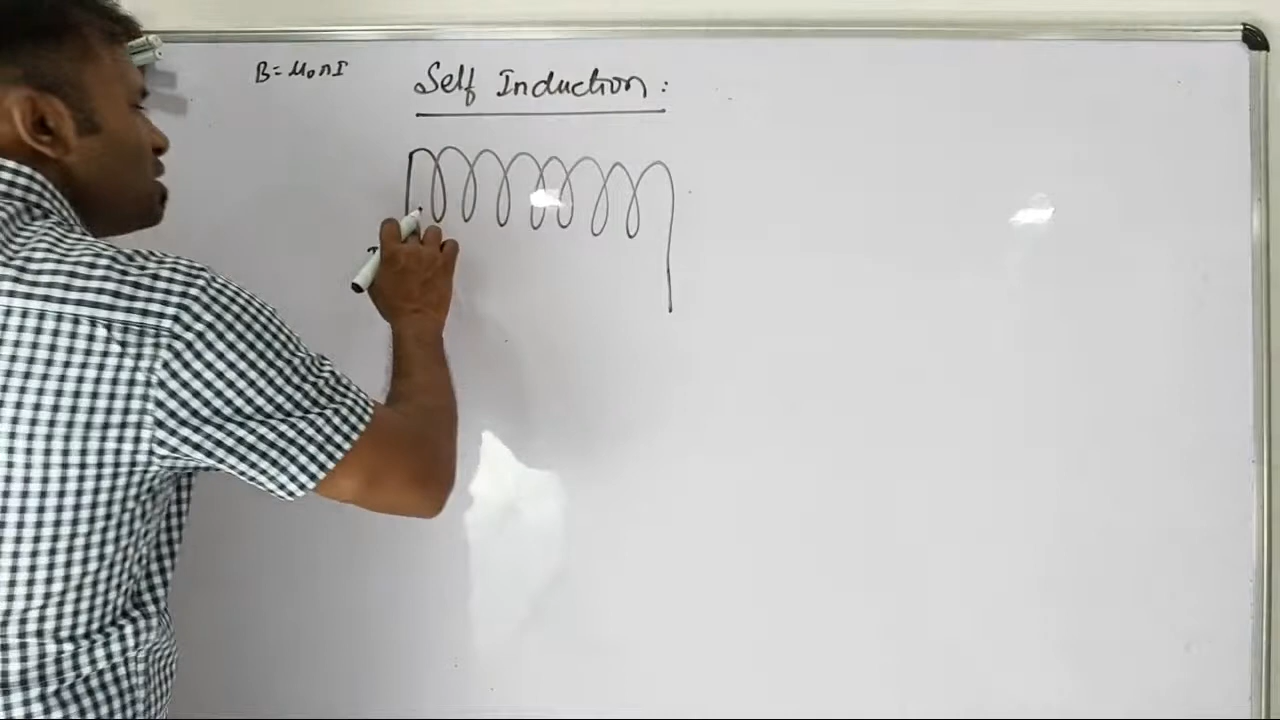 B = μ₀nI
Self Induction :